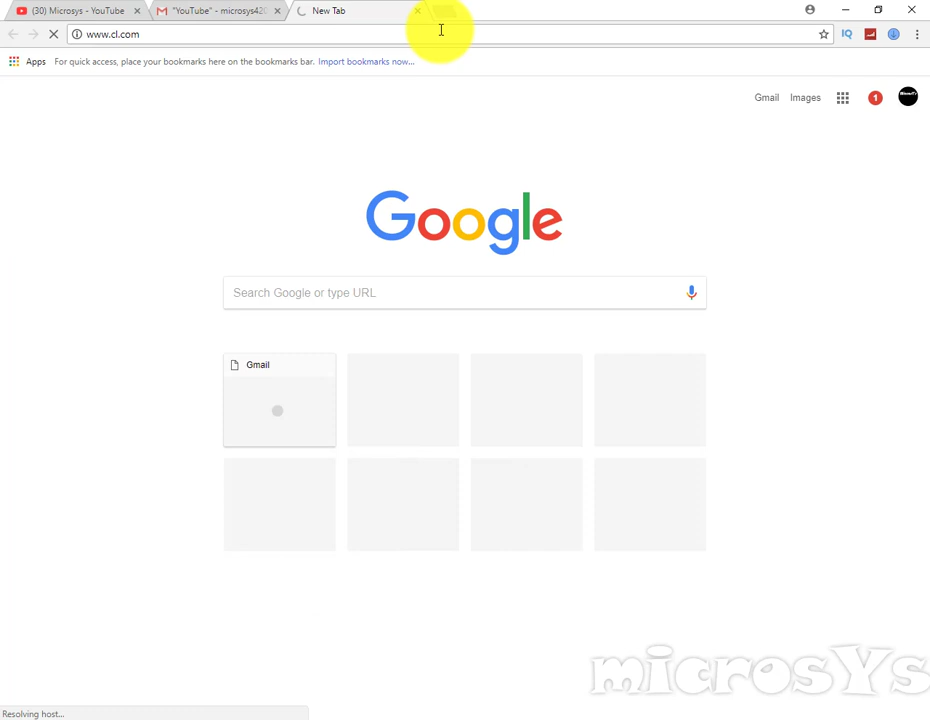 (30) Microsys - YouTube
"YouTube" - microsys42
New Tab
www.cl.com
Apps
For quick access, place your bookmarks here on the bookmarks bar. Import bookmarks now...
Gmail
Images
1
Google
Search Google or type URL
Gmail
microsYs
Resolving host...